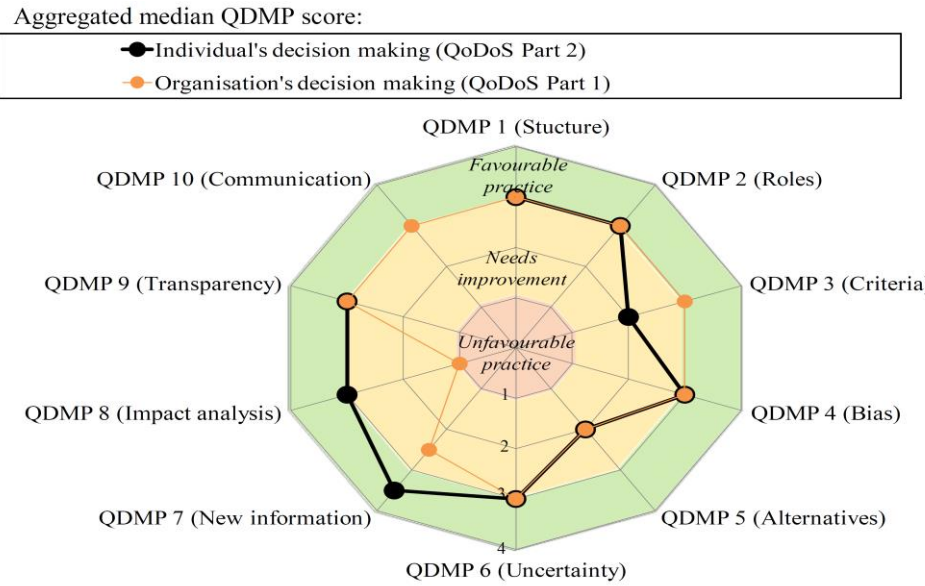 Aggregated median QDMP score:
Individual's decision making (QoDoS Part 2)
Organisation's decision making (QoDoS Part 1)
QDMP 1 (Stucture)
QDMP 10 (Communication)
Favourable
practice
QDMP 2 (Roles)
QDMP 9 (Transparency)
Needs
improvement
QDMP 3 (Criteria
Unfavourable
practice
1
QDMP 8 (Impact analysis)
QDMP 4 (Bias)
2
3
QDMP 7 (New information)
QDMP 5 (Alternatives)
4
QDMP 6 (Uncertainty)